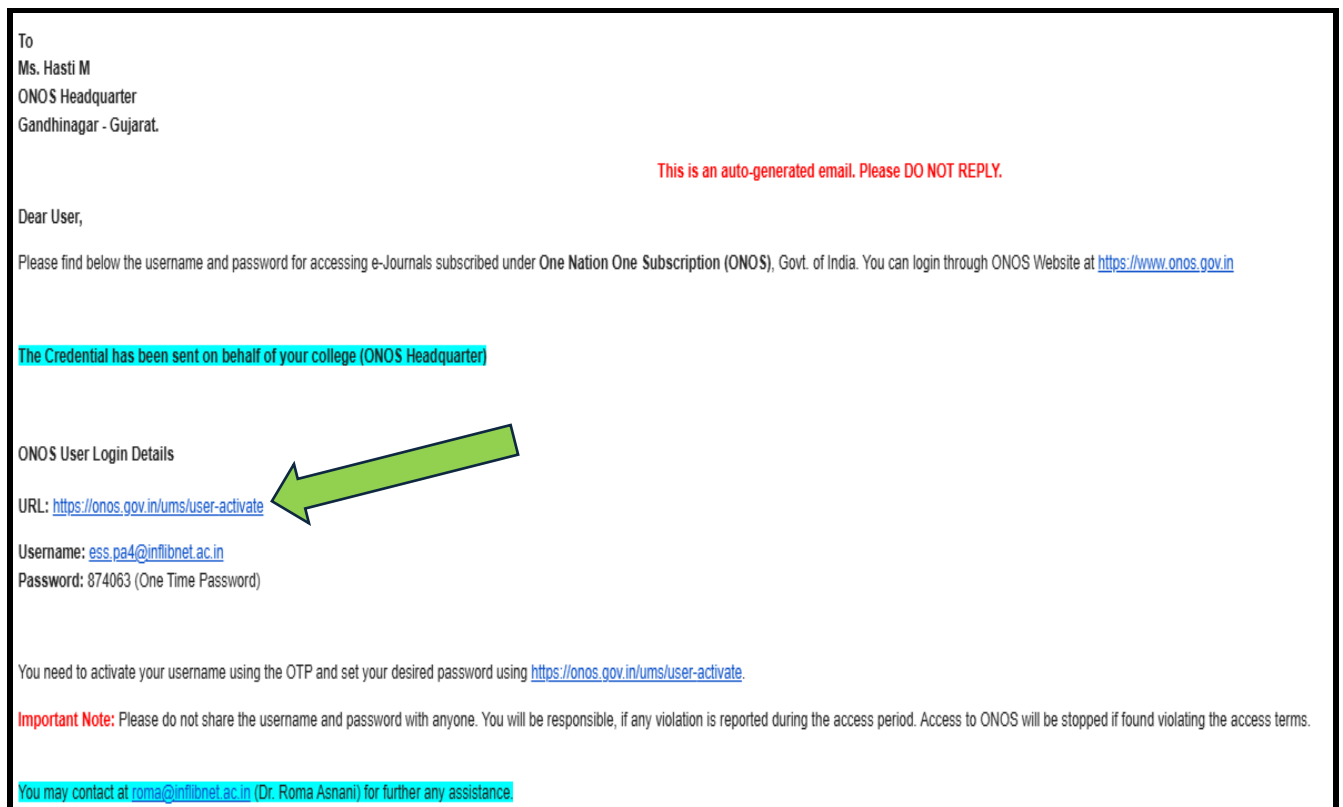 To
Ms. Hasti M
ONOS Headquarter
Gandhinagar - Gujarat.
This is an auto-generated email. Please DO NOT REPLY.
Dear User,
Please find below the username and password for accessing e-Journals subscribed under One Nation One Subscription (ONOS), Govt. of India. You can login through ONOS Website at https://www.onos.gov.in
The Credential has been sent on behalf of your college (ONOS Headquarter)
ONOS User Login Details
URL: https://onos.gov.in/ums/user-activate
Username: ess.pa4@inflibnet.ac.in
Password: 874063 (One Time Password)
You need to activate your username using the OTP and set your desired password using https://onos.gov.in/ums/user-activate.
Important Note: Please do not share the username and password with anyone. You will be responsible, if any violation is reported during the access period. Access to ONOS will be stopped if found violating the access terms.
You may contact at roma@inflibnet.ac.in (Dr. Roma Asnani) for further any assistance.